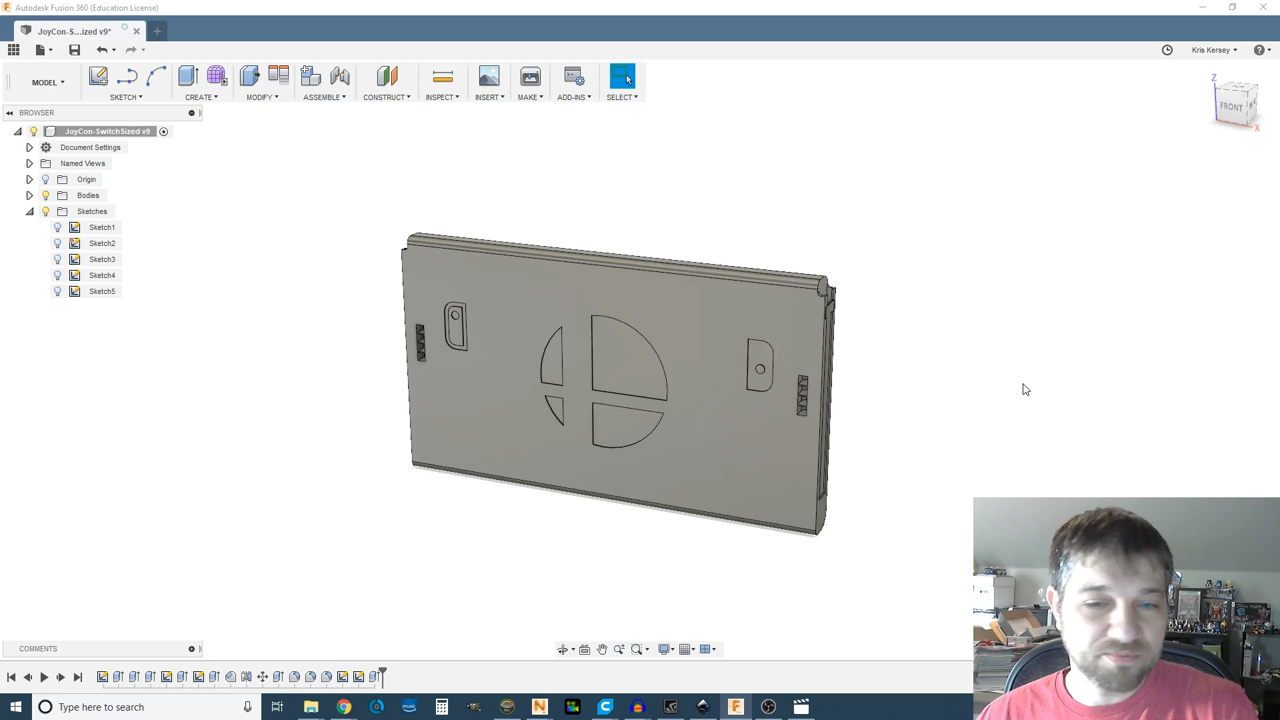 Autodesk Fusion 360 (Education License)
JoyCon-S...ized v9*
Kris Kersey
MODEL
SKETCH
CREATE
MODIFY
ASSEMBLE
CONSTRUCT
INSPECT
INSERT
MAKE
ADD-INS
SELECT
BROWSER
JoyCon-SwitchSized v9
Document Settings
Named Views
Origin
Bodies
Sketches
Sketch1
Sketch2
Sketch3
Sketch4
Sketch5
Z
FRONT
X
COMMENTS
Type here to search